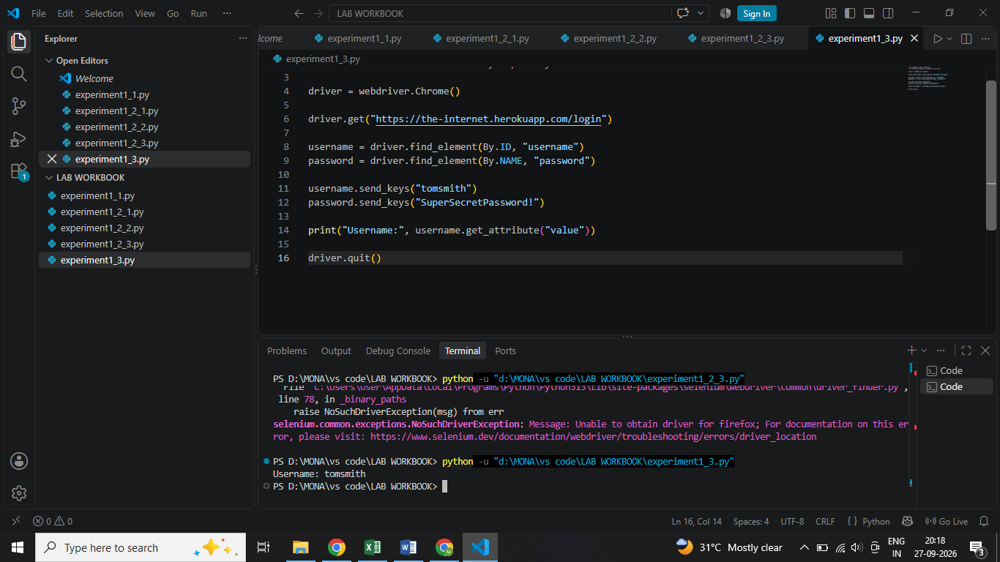 File Edit Selection View Go Run ··· LAB WORKBOOK Sign In
Explorer ···
Open Editors
Welcome
experiment1_1.py
experiment1_2_1.py
experiment1_2_2.py
experiment1_2_3.py
experiment1_3.py
LAB WORKBOOK
experiment1_1.py
experiment1_2_1.py
experiment1_2_2.py
experiment1_2_3.py
experiment1_3.py
1
lcome experiment1_1.py experiment1_2_1.py experiment1_2_2.py experiment1_2_3.py experiment1_3.py
experiment1_3.py
3
4 driver = webdriver.Chrome()
5
6 driver.get("https://the-internet.herokuapp.com/login")
7
8 username = driver.find_element(By.ID, "username")
9 password = driver.find_element(By.NAME, "password")
10
11 username.send_keys("tomsmith")
12 password.send_keys("SuperSecretPassword!")
13
14 print("Username:", username.get_attribute("value"))
15
16 driver.quit()
Problems Output Debug Console Terminal Ports
PS D:\MONA\vs code\LAB WORKBOOK> python -u "d:\MONA\vs code\LAB WORKBOOK\experiment1_2_3.py"
File "C:\Users\User\AppData\Local\Programs\Python\Python313\Lib\site-packages\selenium\webdriver\common\driver_finder.py",
line 78, in _binary_paths
raise NoSuchDriverException(msg) from err
selenium.common.exceptions.NoSuchDriverException: Message: Unable to obtain driver for firefox; For documentation on this er
ror, please visit: https://www.selenium.dev/documentation/webdriver/troubleshooting/errors/driver_location
PS D:\MONA\vs code\LAB WORKBOOK> python -u "d:\MONA\vs code\LAB WORKBOOK\experiment1_3.py"
Username: tomsmith
PS D:\MONA\vs code\LAB WORKBOOK>
Code
Code
0 0 Ln 16, Col 14 Spaces: 4 UTF-8 CRLF { } Python Go Live
Type here to search 31°C Mostly clear ENG IN 20:18 27-09-2026 3